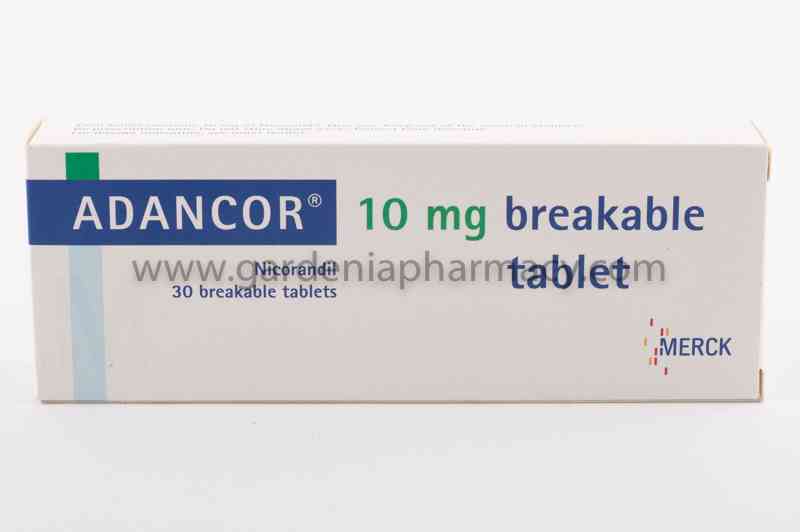 ADANCOR®
10 mg breakable
tablet
www.gardeniapharmacy.com
Nicorandil
30 breakable tablets
MERCK